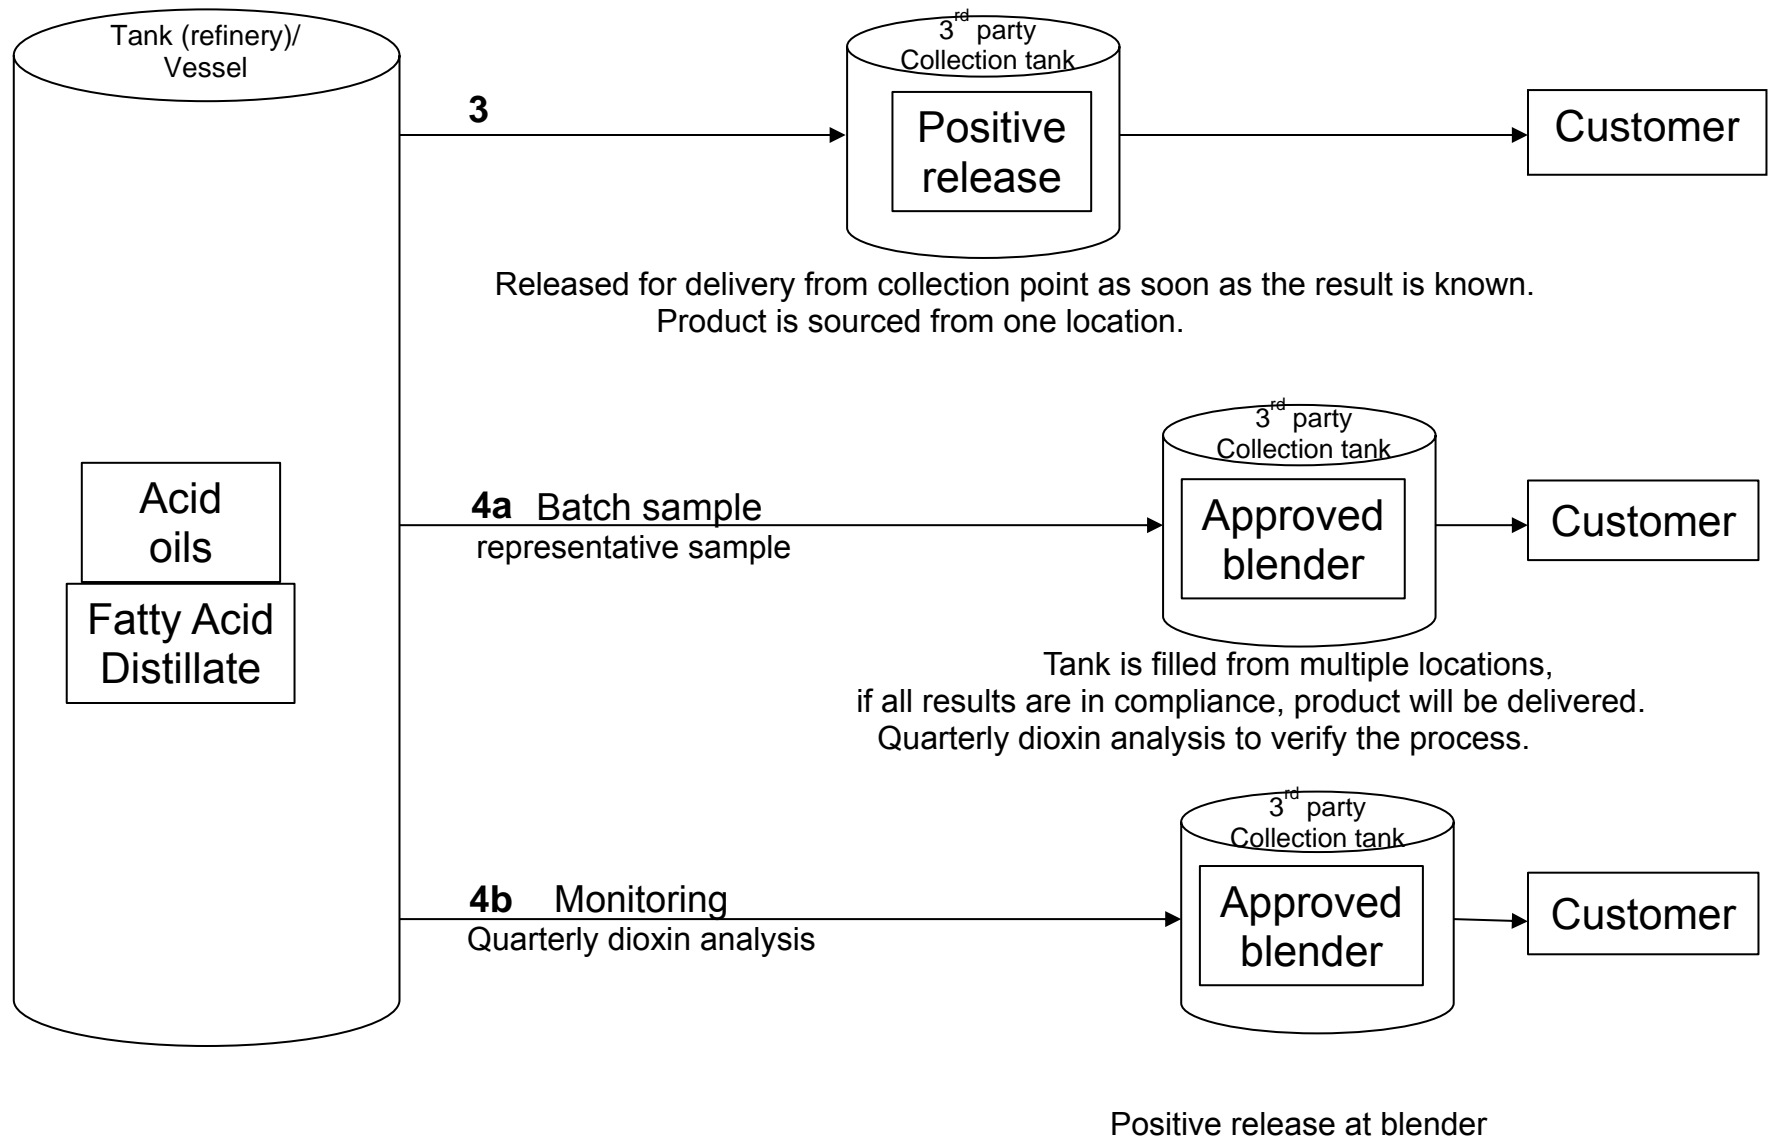 Tank (refinery)/
Vessel
3rd party
Collection tank
3
Positive
release
Customer
Released for delivery from collection point as soon as the result is known.
Product is sourced from one location.
3rd party
Collection tank
Acid
oils
4a Batch sample
representative sample
Approved
blender
Customer
Fatty Acid
Distillate
Tank is filled from multiple locations,
if all results are in compliance, product will be delivered.
Quarterly dioxin analysis to verify the process.
3rd party
Collection tank
4b Monitoring
Quarterly dioxin analysis
Approved
blender
Customer
Positive release at blender